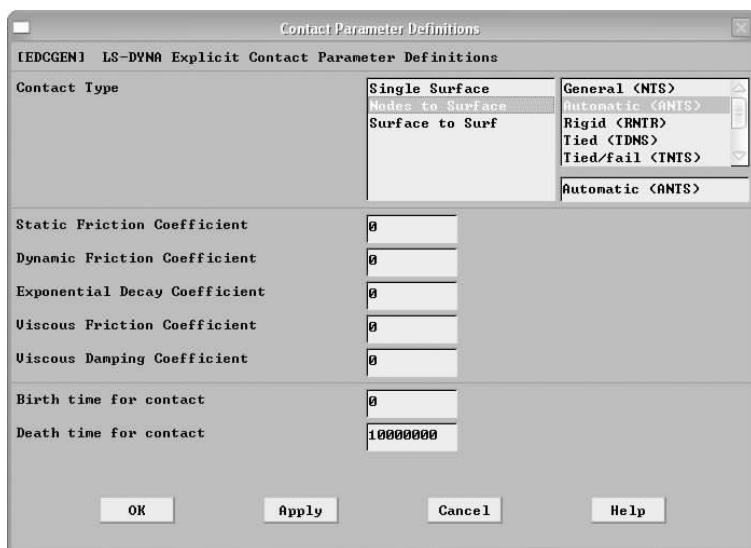 Contact Parameter Definitions
[EDCGEN] LS-DYNA Explicit Contact Parameter Definitions
Contact Type
Single Surface
Nodes to Surface
Surface to Surf
General (NTS)
Automatic (ANTS)
Rigid (RNTR)
Tied (TDNS)
Tied/fail (TNTS)
Automatic (ANTS)
Static Friction Coefficient 0
Dynamic Friction Coefficient 0
Exponential Decay Coefficient 0
Viscous Friction Coefficient 0
Viscous Damping Coefficient 0
Birth time for contact 0
Death time for contact 10000000
OK Apply Cancel Help